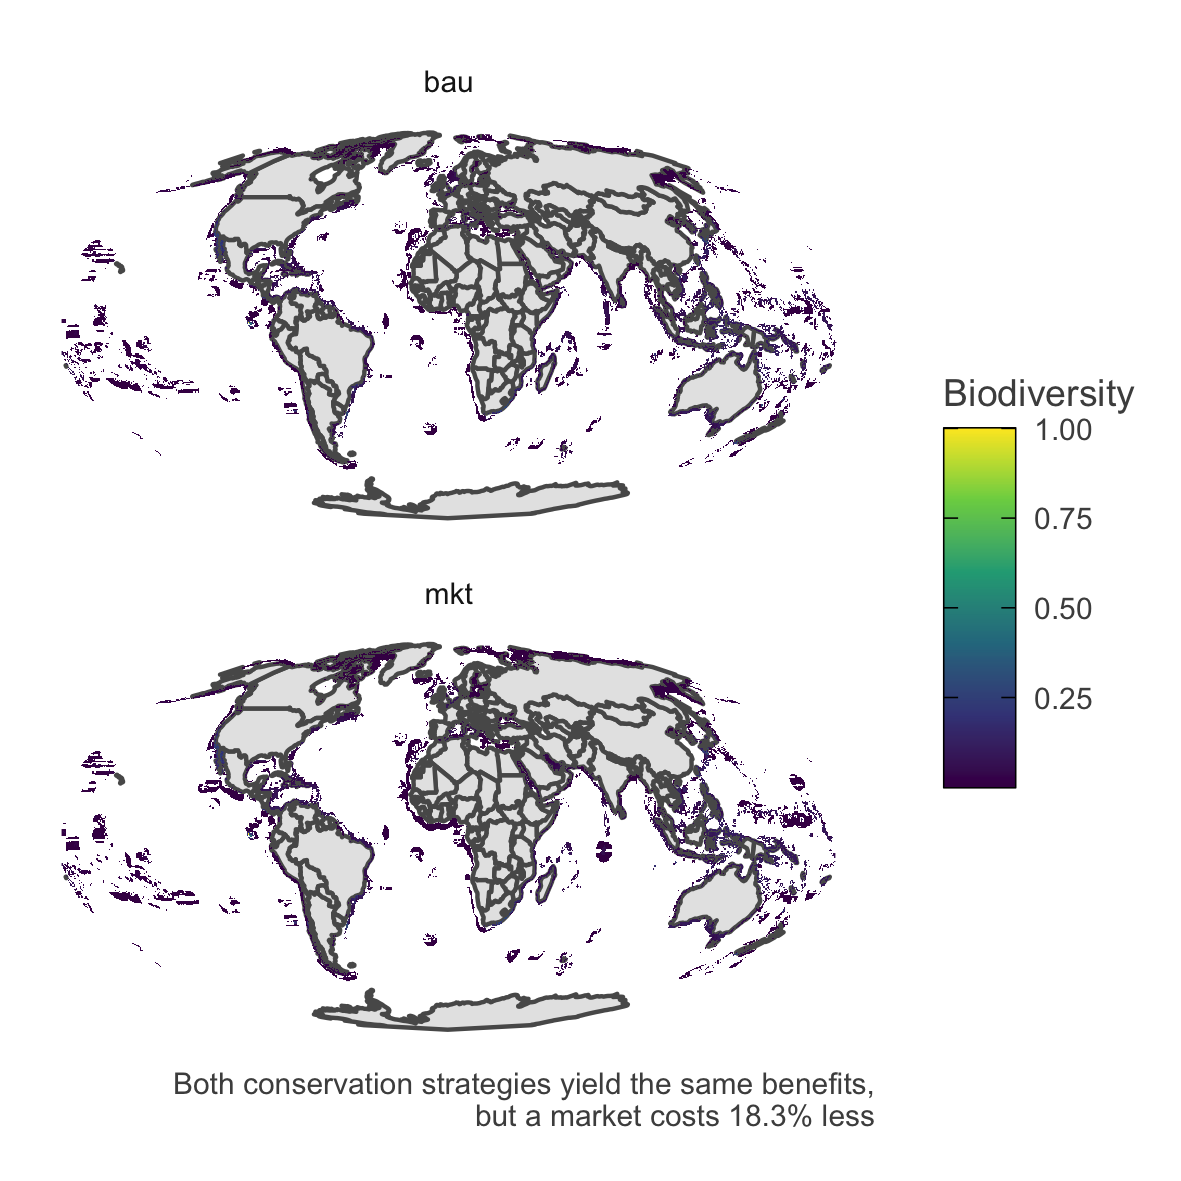 bau
Biodiversity
1.00
0.75
0.50
0.25
mkt
Both conservation strategies yield the same benefits,
but a market costs 18.3% less